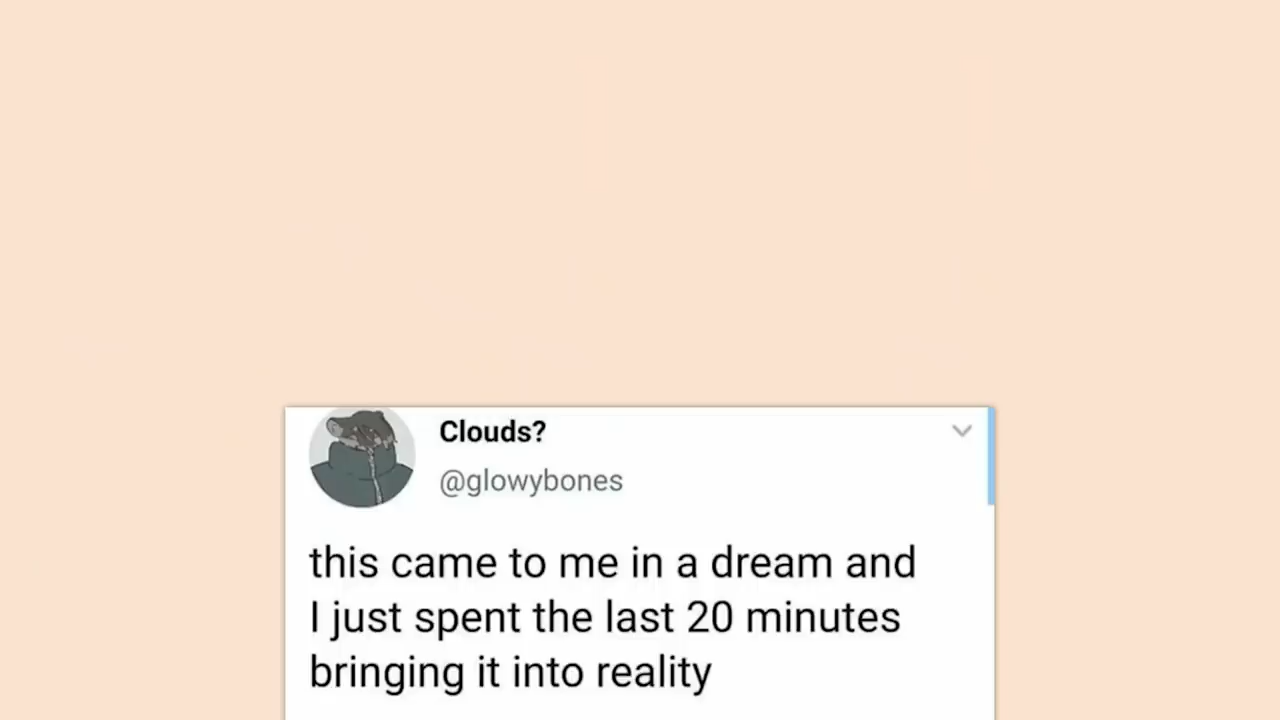 Clouds?
@glowybones
this came to me in a dream and
I just spent the last 20 minutes
bringing it into reality